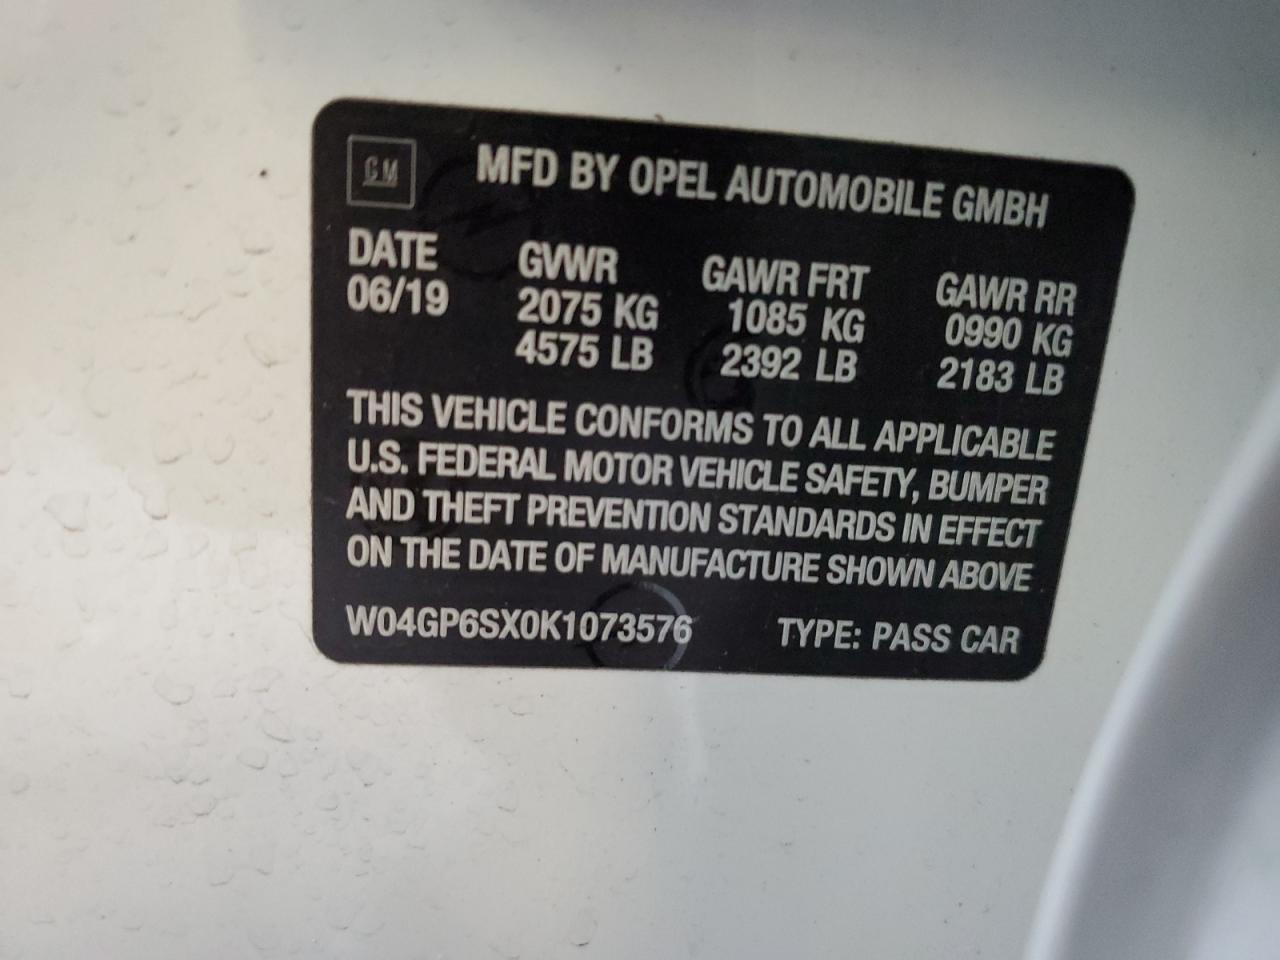 GM
MFD BY OPEL AUTOMOBILE GMBH
DATE GVWR GAWR FRT GAWR RR
06/19 2075 KG 1085 KG 0990 KG
4575 LB 2392 LB 2183 LB
THIS VEHICLE CONFORMS TO ALL APPLICABLE
U.S. FEDERAL MOTOR VEHICLE SAFETY, BUMPER
AND THEFT PREVENTION STANDARDS IN EFFECT
ON THE DATE OF MANUFACTURE SHOWN ABOVE
W04GP6SX0K1073576 TYPE: PASS CAR